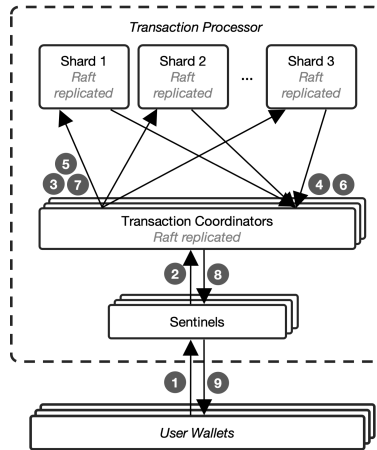 Transaction Processor
Shard 1
Raft
replicated
Shard 2
Raft
replicated
...
Shard 3
Raft
replicated
5
3 7
4 6
Transaction Coordinators
Raft replicated
2 8
Sentinels
1 9
User Wallets